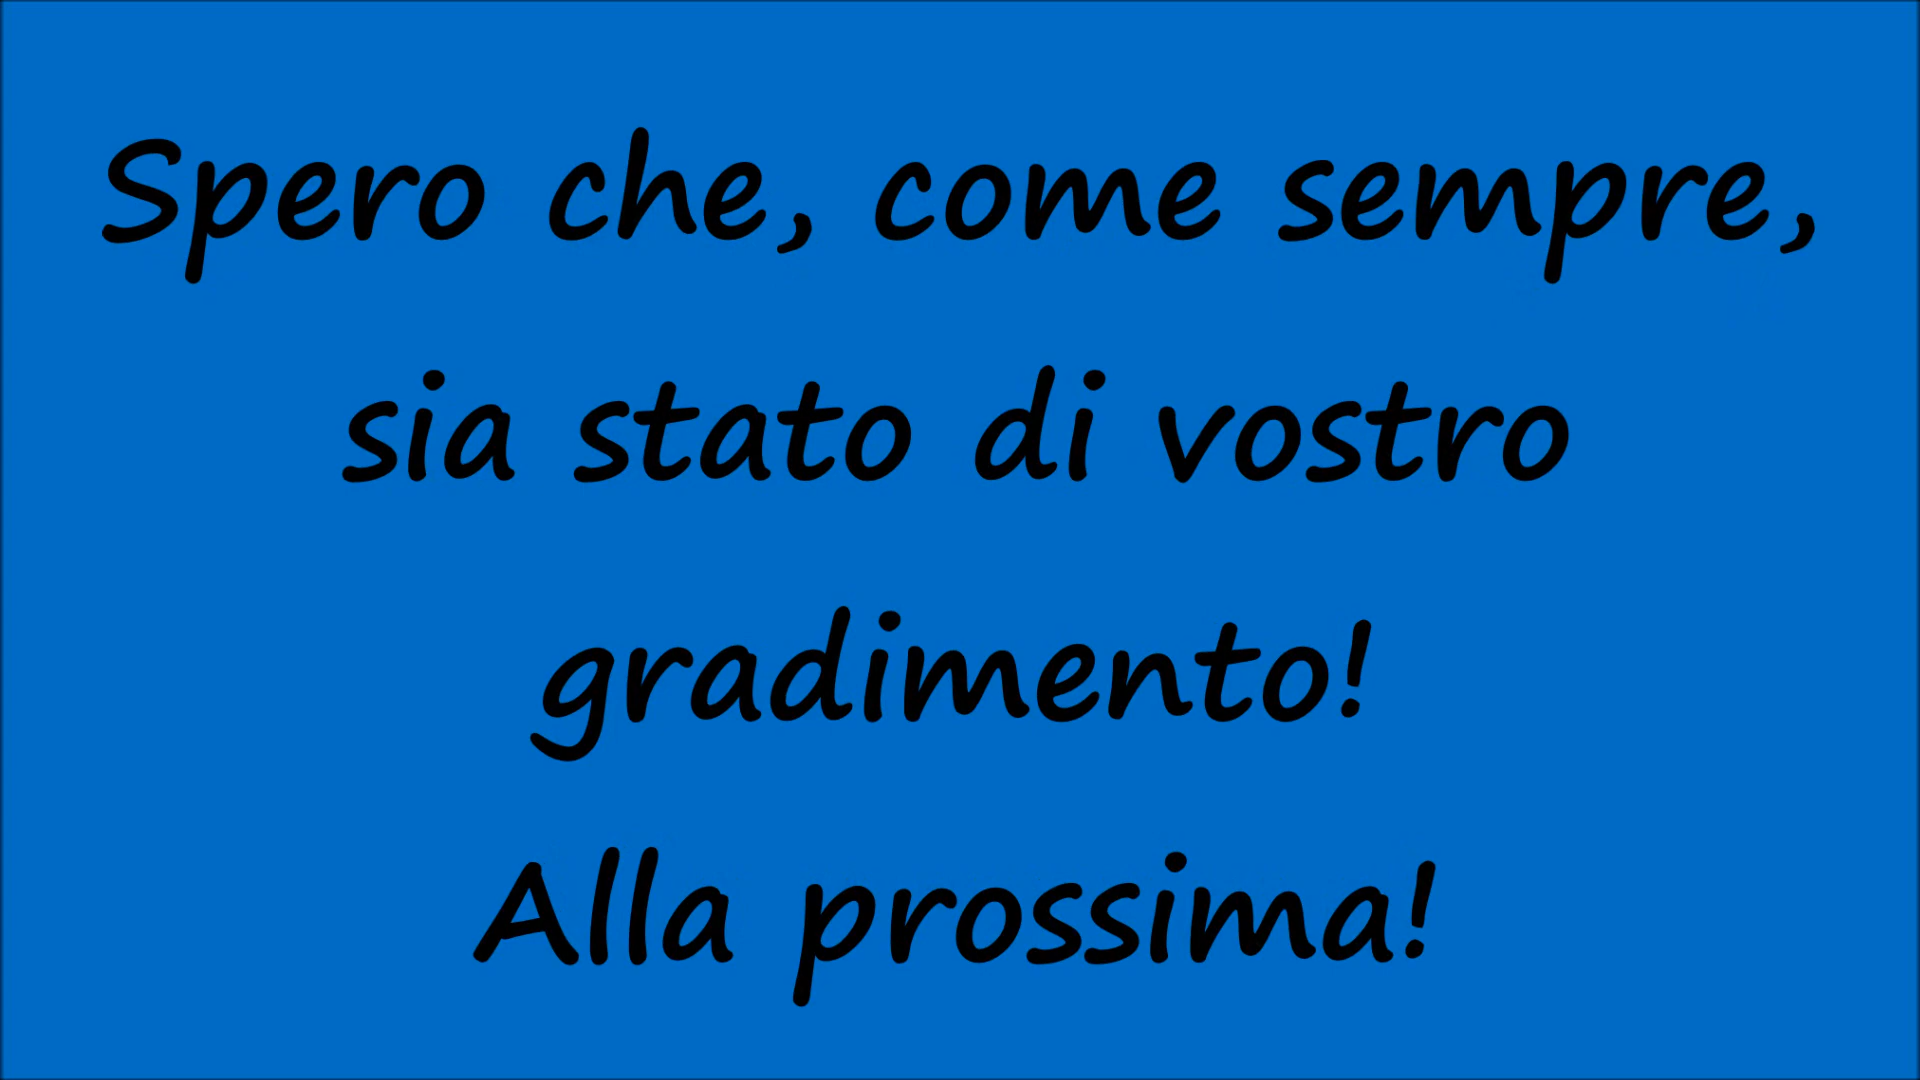 Spero che, come sempre,
sia stato di vostro
gradimento!
Alla prossima!